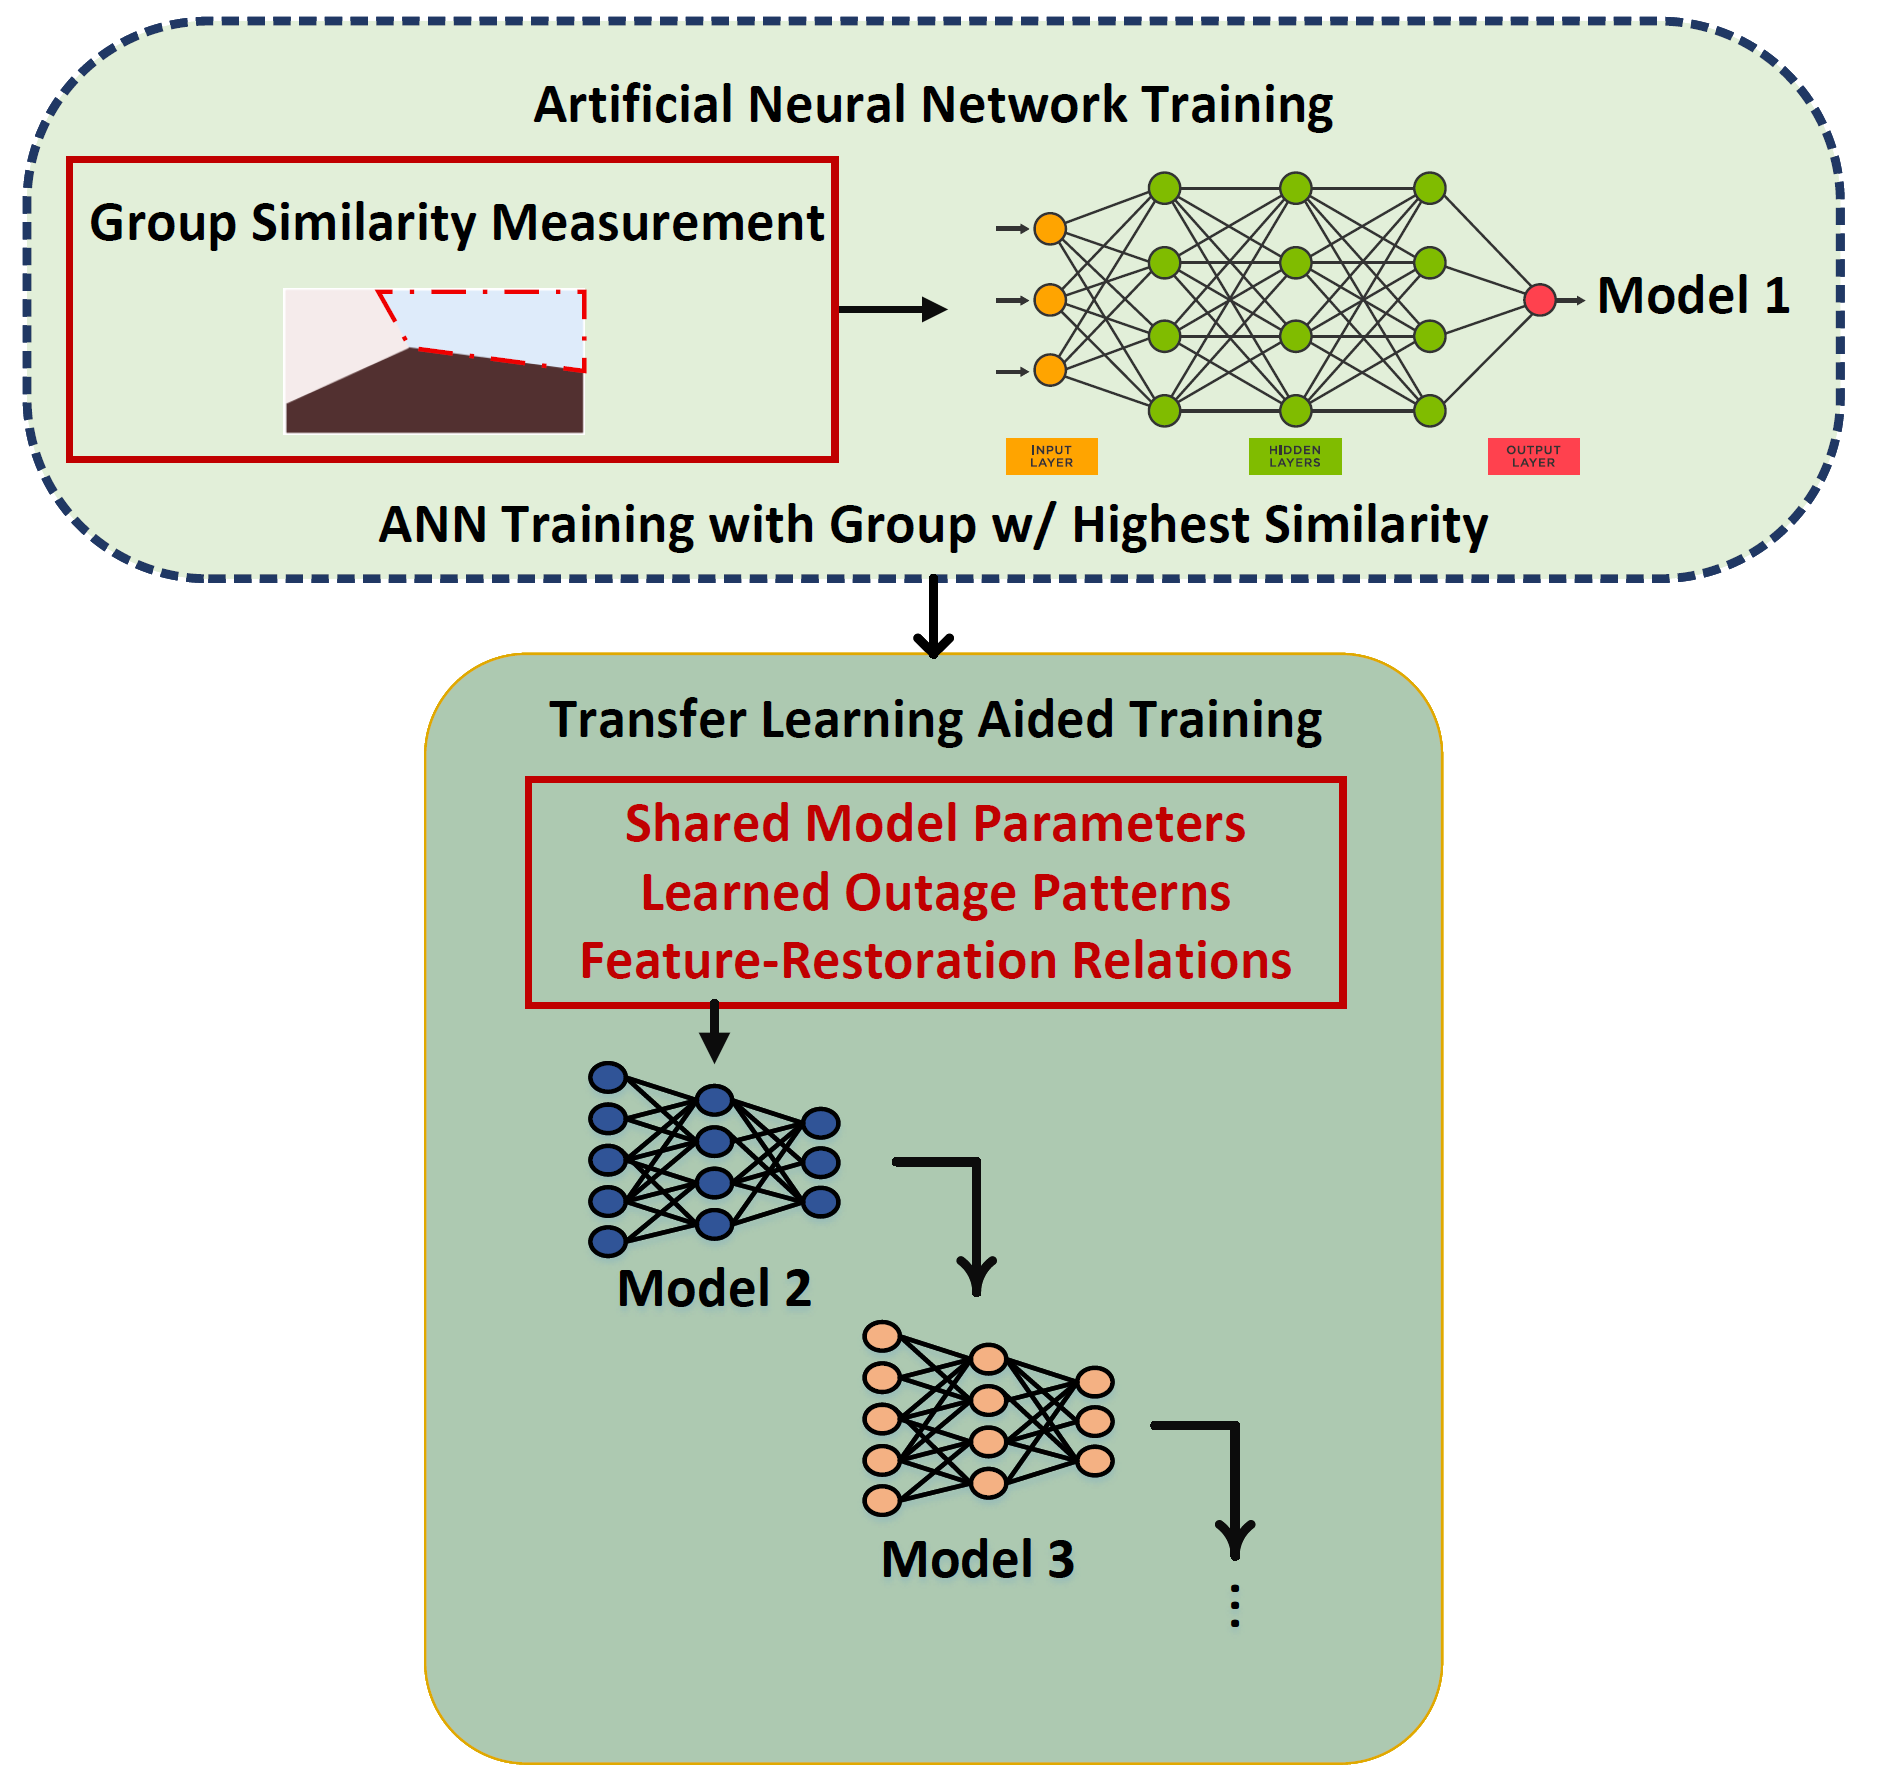 Artificial Neural Network Training
Group Similarity Measurement
Model 1
INPUT
LAYER
HIDDEN
LAYERS
OUTPUT
LAYER
ANN Training with Group w/ Highest Similarity
Transfer Learning Aided Training
Shared Model Parameters
Learned Outage Patterns
Feature-Restoration Relations
Model 2
Model 3
⋮